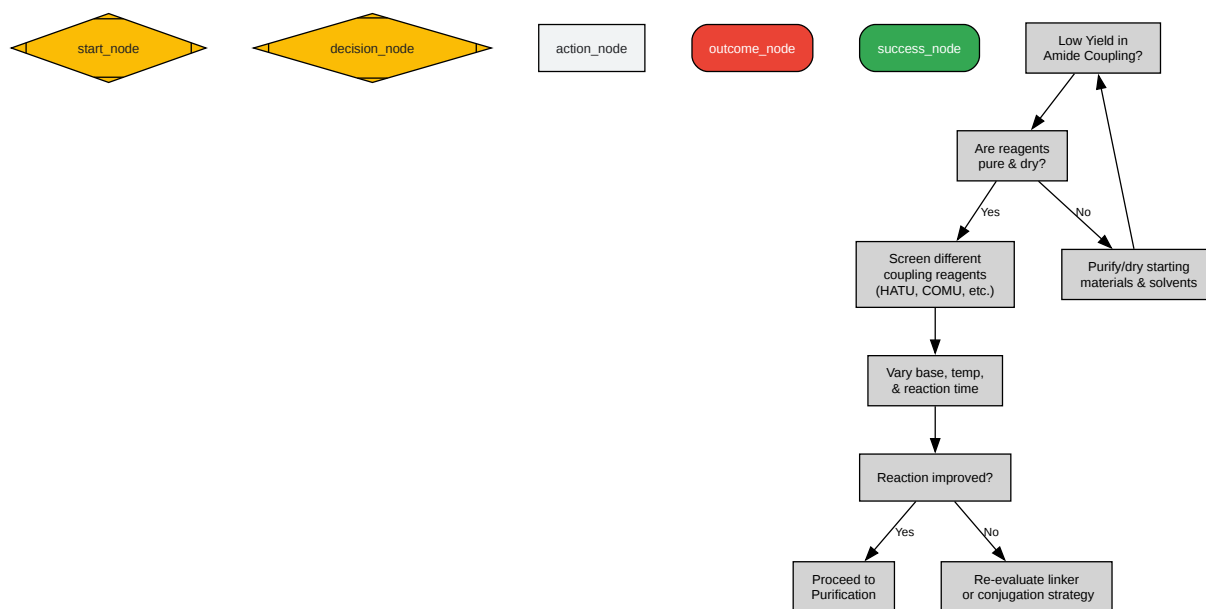 start_node
decision_node
action_node
outcome_node
success_node
Low Yield in
Amide Coupling?
Are reagents
pure & dry?
Yes
No
Screen different
coupling reagents
(HATU, COMU, etc.)
Purify/dry starting
materials & solvents
Vary base, temp,
& reaction time
Reaction improved?
Yes
No
Proceed to
Purification
Re-evaluate linker
or conjugation strategy